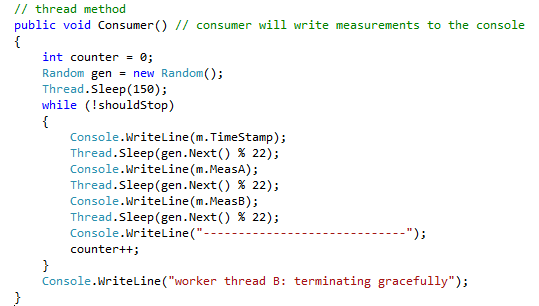 // thread method
public void Consumer() // consumer will write measurements to the console
{
    int counter = 0;
    Random gen = new Random();
    Thread.Sleep(150);
    while (!shouldStop)
    {
        Console.WriteLine(m.TimeStamp);
        Thread.Sleep(gen.Next() % 22);
        Console.WriteLine(m.MeasA);
        Thread.Sleep(gen.Next() % 22);
        Console.WriteLine(m.MeasB);
        Thread.Sleep(gen.Next() % 22);
        Console.WriteLine("-----------------------------");
        counter++;
    }
    Console.WriteLine("worker thread B: terminating gracefully");
}